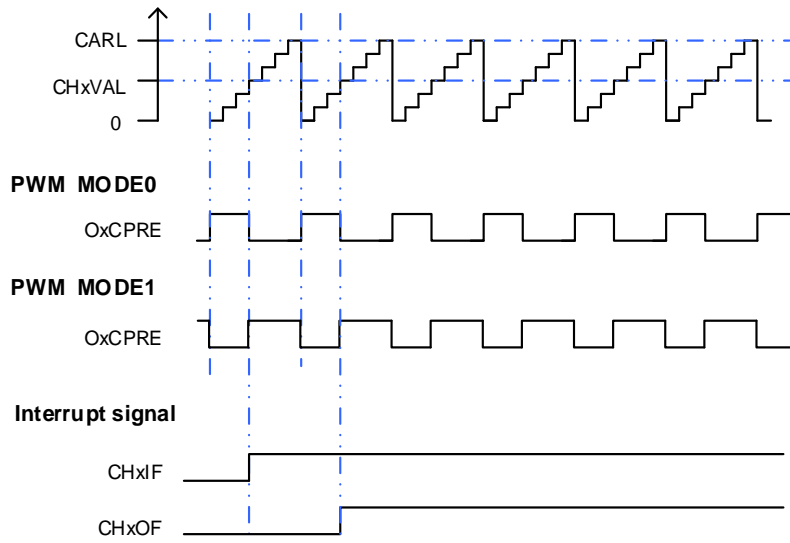 CARL
CHxVAL
0
PWM MODE0
OxCPRE
PWM MODE1
OxCPRE
Interrupt signal
CHxIF
CHxOF